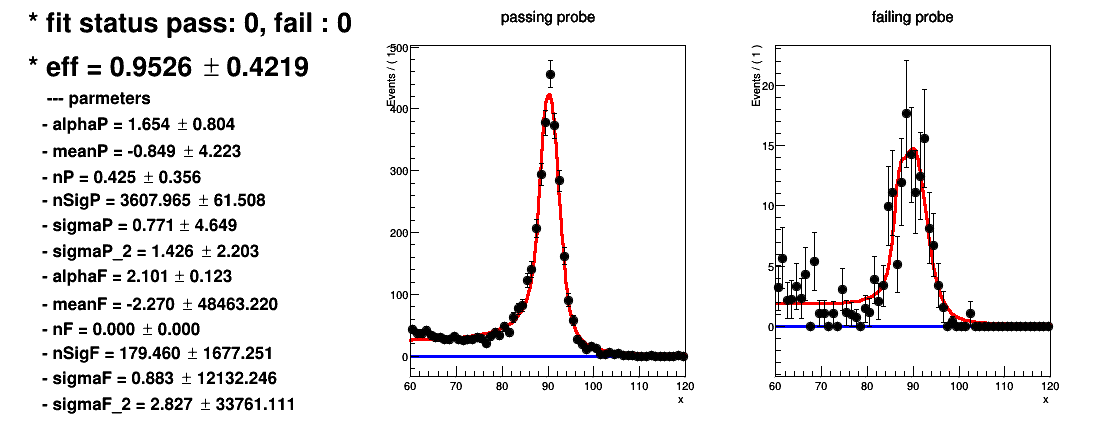 * fit status pass: 0, fail : 0
* eff = 0.9526 ± 0.4219
--- parmeters
- alphaP = 1.654 ± 0.804
- meanP = -0.849 ± 4.223
- nP = 0.425 ± 0.356
- nSigP = 3607.965 ± 61.508
- sigmaP = 0.771 ± 4.649
- sigmaP_2 = 1.426 ± 2.203
- alphaF = 2.101 ± 0.123
- meanF = -2.270 ± 48463.220
- nF = 0.000 ± 0.000
- nSigF = 179.460 ± 1677.251
- sigmaF = 0.883 ± 12132.246
- sigmaF_2 = 2.827 ± 33761.111
passing probe
Events / ( 1 )
500
400
300
200
100
0
60 70 80 90 100 110 120
x
failing probe
Events / ( 1 )
20
15
10
5
0
60 70 80 90 100 110 120
x